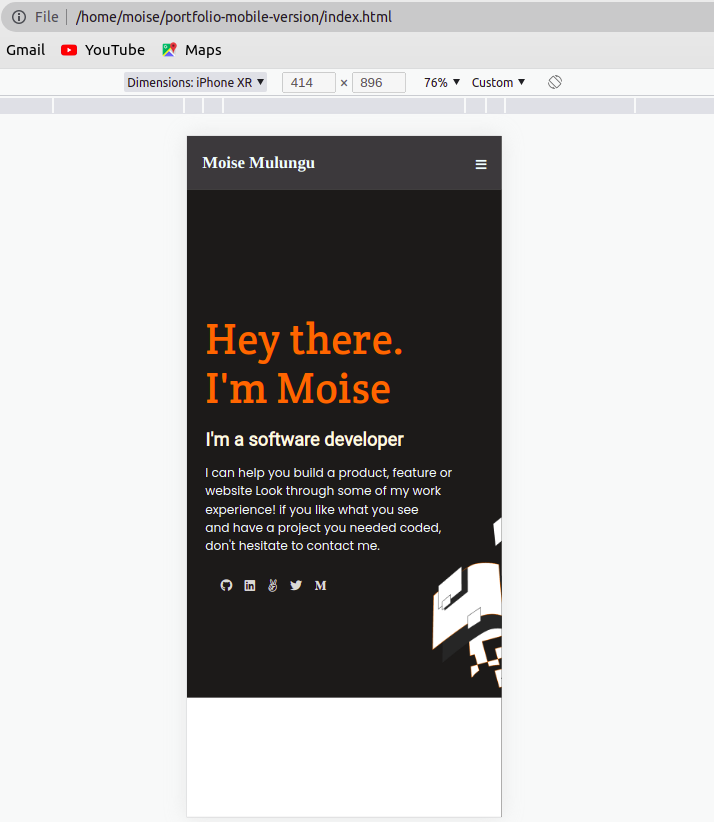 File /home/moise/portfolio-mobile-version/index.html
Gmail YouTube Maps
Dimensions: iPhone XR ▼ 414 × 896 76% ▼ Custom ▼
Moise Mulungu
Hey there.
I'm Moise
I'm a software developer
I can help you build a product, feature or
website Look through some of my work
experience! if you like what you see
and have a project you needed coded,
don't hesitate to contact me.